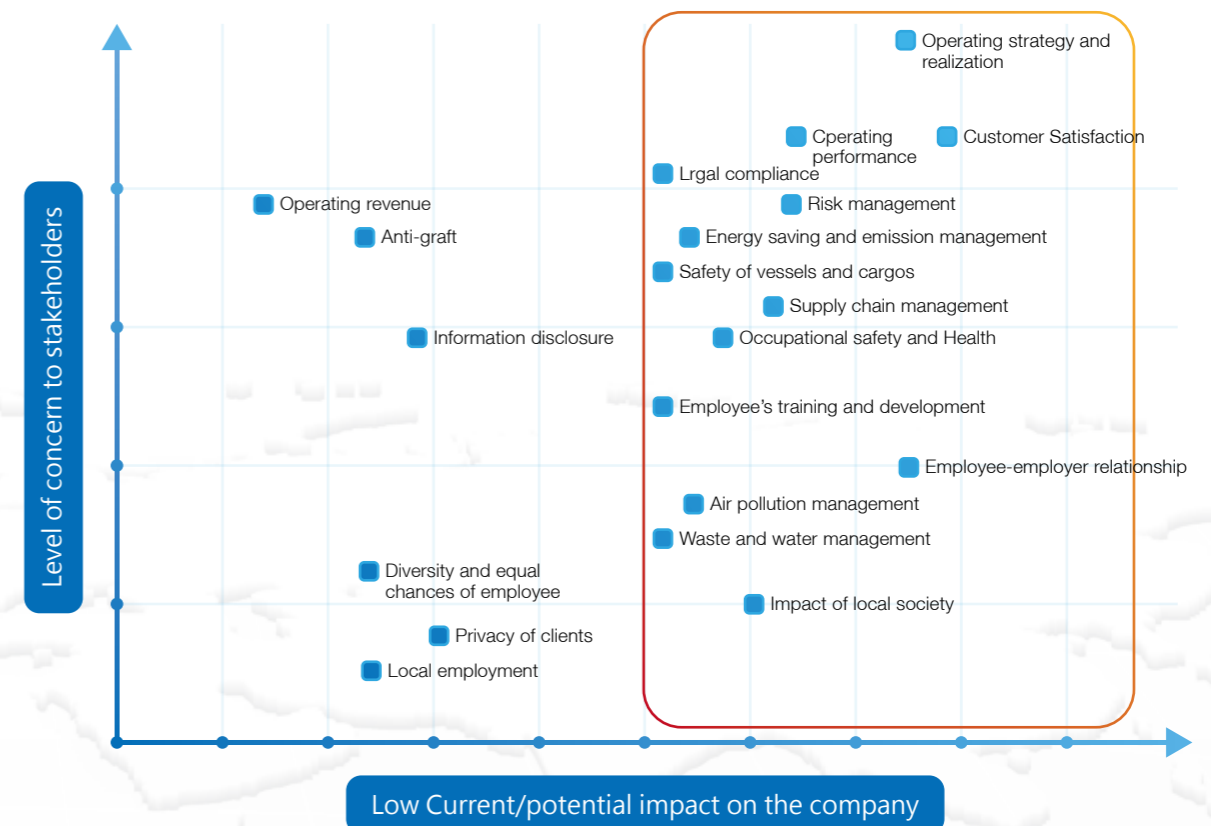 Operating strategy and
realization
Cperating
performance
Customer Satisfaction
Lrgal compliance
Operating revenue
Risk management
Anti-graft
Energy saving and emission management
Safety of vessels and cargos
Supply chain management
Information disclosure
Occupational safety and Health
Employee's training and development
Employee-employer relationship
Air pollution management
Waste and water management
Diversity and equal
chances of employee
Impact of local society
Privacy of clients
Local employment
Level of concern to stakeholders
Low Current/potential impact on the company